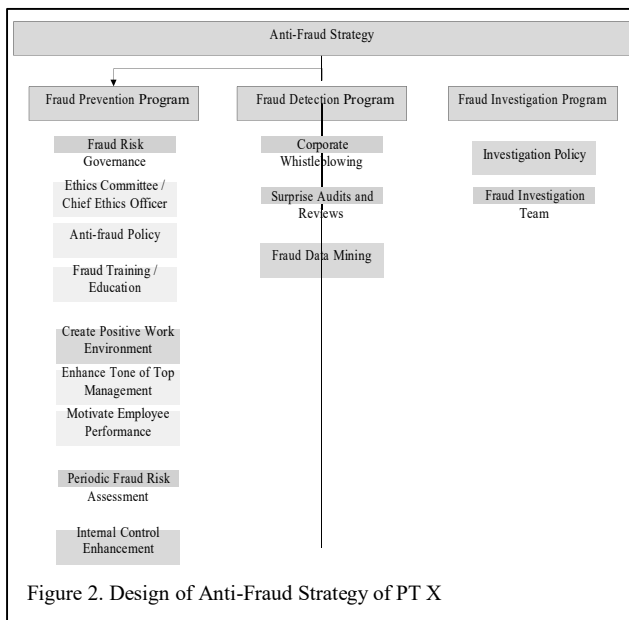 Anti-Fraud Strategy
Fraud Prevention Program
Fraud Risk
Governance
Ethics Committee /
Chief Ethics Officer
Anti-fraud Policy
Fraud Training /
Education
Create Positive Work
Environment
Enhance Tone of Top
Management
Motivate Employee
Performance
Periodic Fraud Risk
Assessment
Internal Control
Enhancement
Fraud Detection Program
Corporate
Whistleblowing
Surprise Audits and
Reviews
Fraud Data Mining
Fraud Investigation Program
Investigation Policy
Fraud Investigation
Team
Figure 2. Design of Anti-Fraud Strategy of PT X